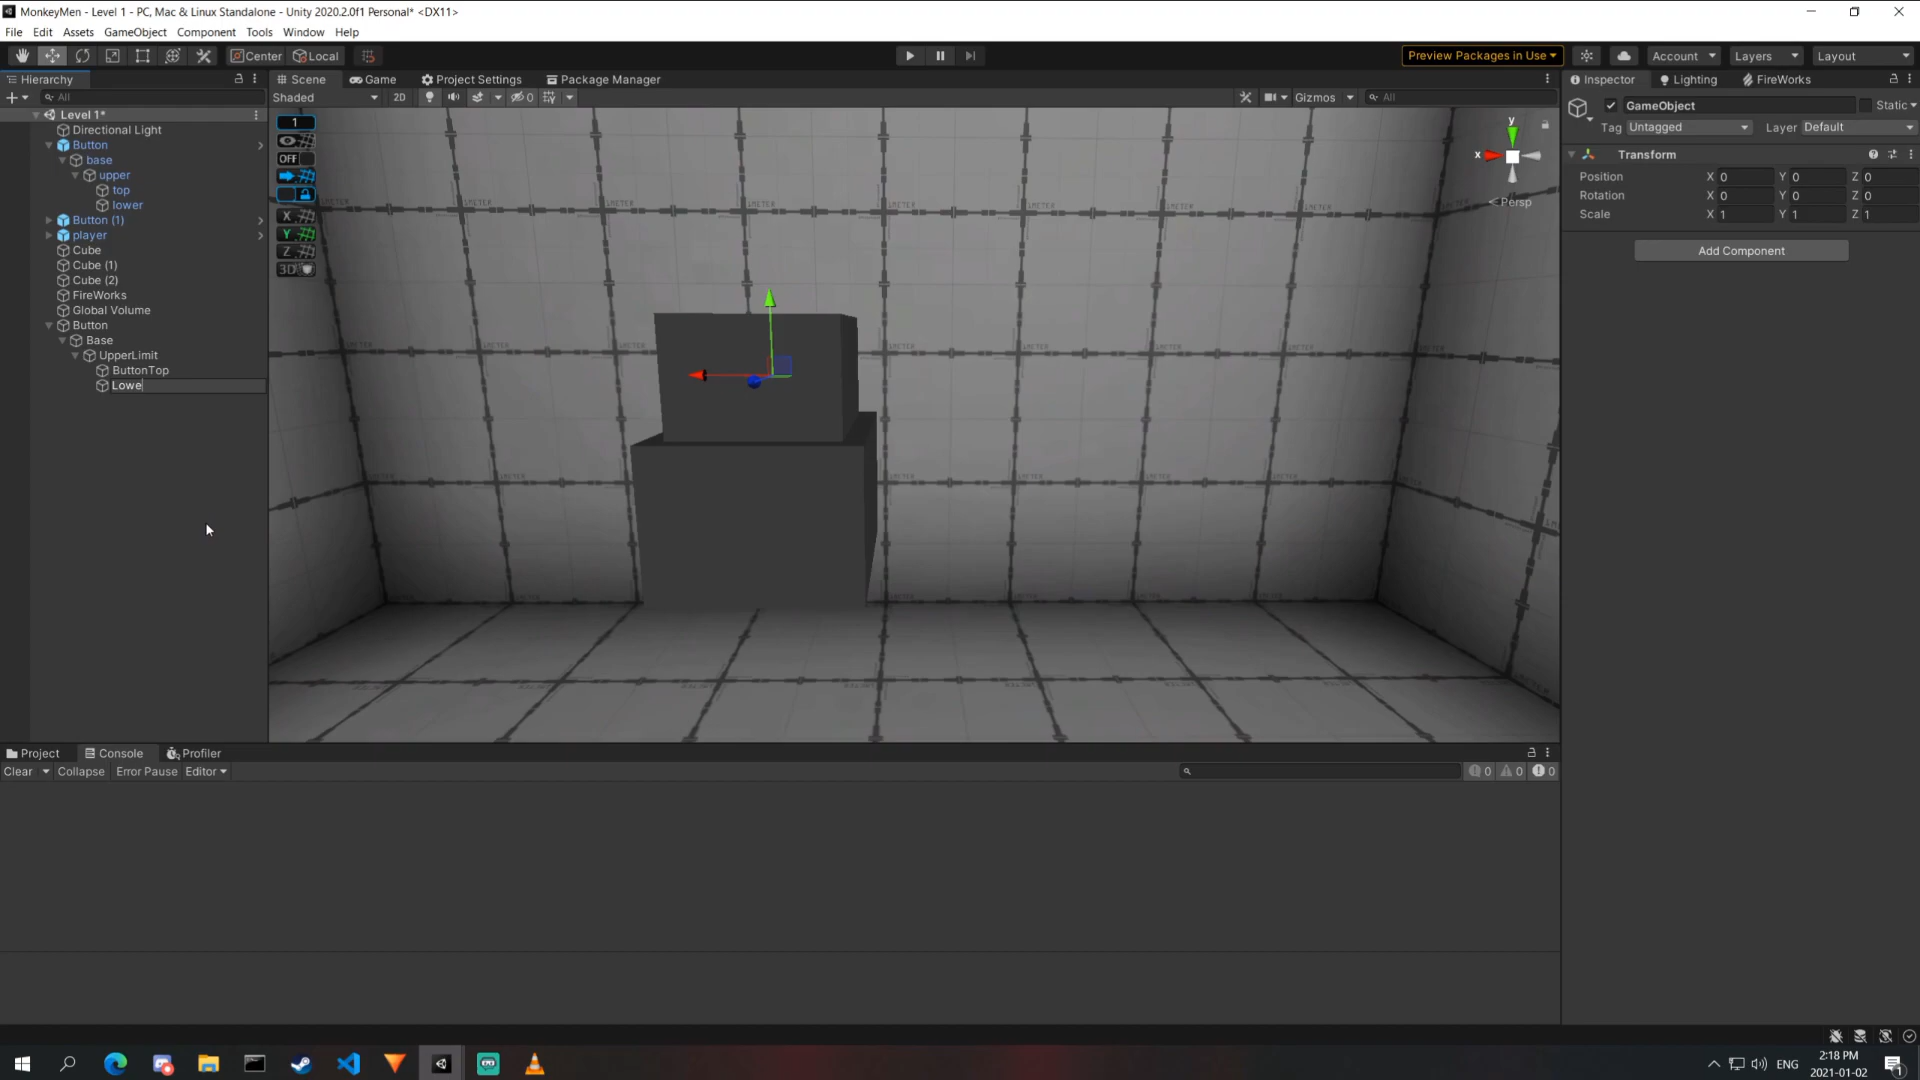 MonkeyMen - Level 1 - PC, Mac & Linux Standalone - Unity 2020.2.0f1 Personal* <DX11>
File Edit Assets GameObject Component Tools Window Help
Center Local Preview Packages in Use Account Layers Layout
Hierarchy Scene Game Project Settings Package Manager Inspector Lighting FireWorks
All Shaded 2D 0 Gizmos All
GameObject Static
Tag Untagged Layer Default
Transform
Position X 0 Y 0 Z 0
Rotation X 0 Y 0 Z 0
Scale X 1 Y 1 Z 1
Add Component
Level 1*
Directional Light
Button
base
upper
top
lower
Button (1)
player
Cube
Cube (1)
Cube (2)
FireWorks
Global Volume
Button
Base
UpperLimit
ButtonTop
Lowe
1
OFF
X
Y
Z
3D
y
x
Persp
Project Console Profiler
Clear Collapse Error Pause Editor 0 0 0
ENG
2:18 PM
2021-01-02
1